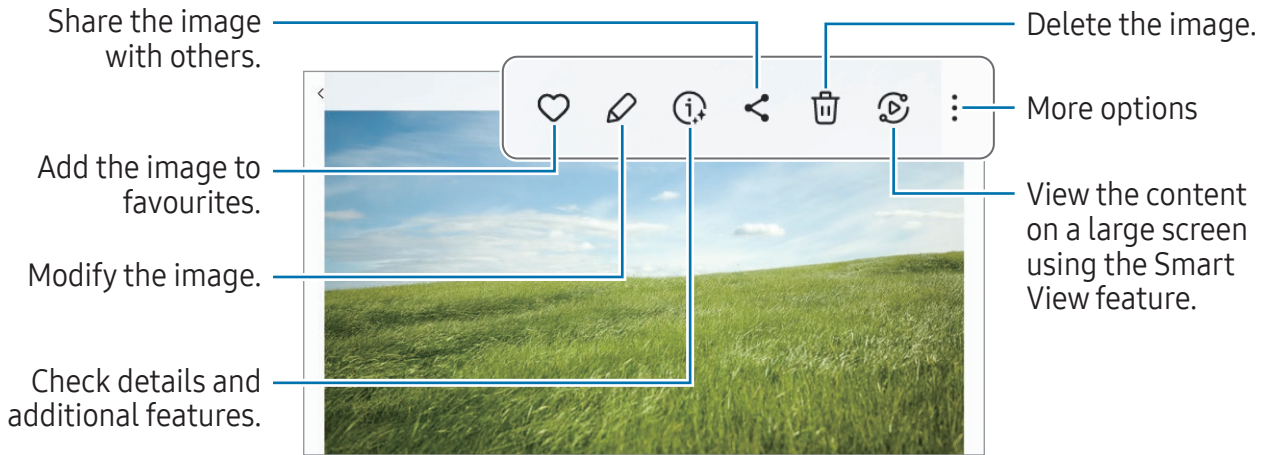 Share the image
with others.
Add the image to
favourites.
Modify the image.
Check details and
additional features.
Delete the image.
More options
View the content
on a large screen
using the Smart
View feature.